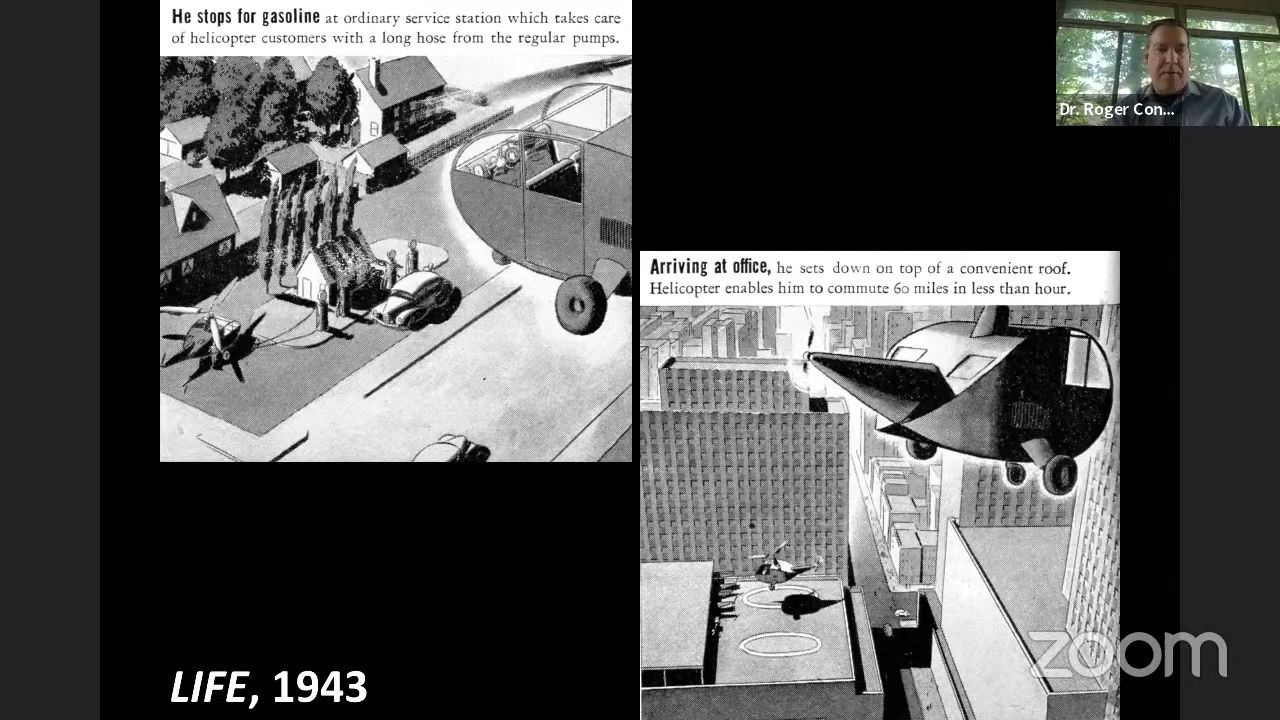 He stops for gasoline at ordinary service station which takes care
of helicopter customers with a long hose from the regular pumps.
Dr. Roger Con...
Arriving at office, he sets down on top of a convenient roof.
Helicopter enables him to commute 60 miles in less than hour.
zoom
LIFE, 1943